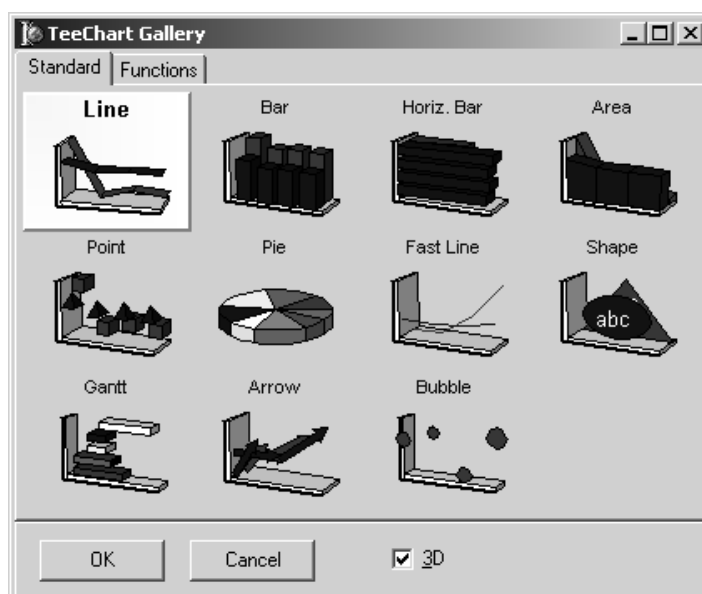 TeeChart Gallery
Standard Functions
Line Bar Horiz. Bar Area
Point Pie Fast Line Shape
abc
Gantt Arrow Bubble
OK Cancel 3D